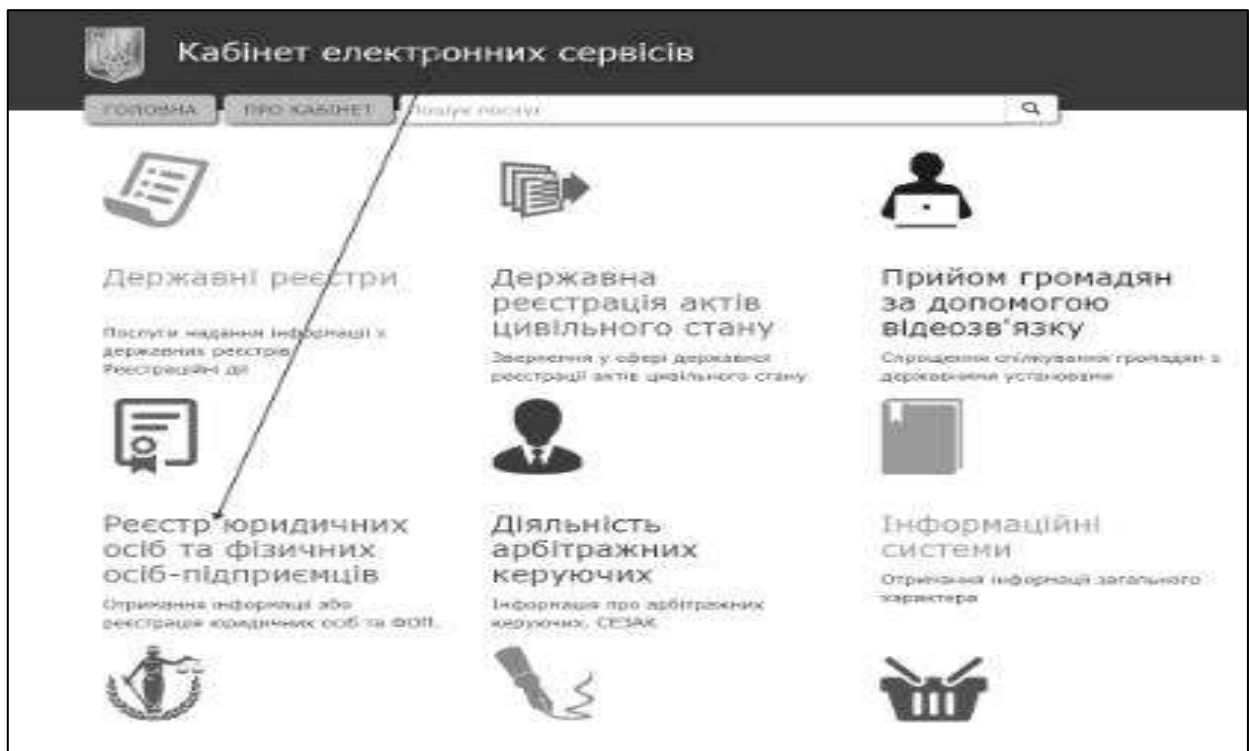 Кабінет електронних сервісів
ГОЛОВНА
ПРО КАБІНЕТ
Пошук послуг
Державні реєстри
Послуги надання інформації з
державних реєстрів
Реєстраційні дії
Державна
реєстрація актів
цивільного стану
Звернення у сфері державної
реєстрації актів цивільного стану
Прийом громадян
за допомогою
відеозв'язку
Спрощення спілкування громадян з
державними установами
Реєстр юридичних
осіб та фізичних
осіб-підприємців
Отримання інформації або
реєстрація юридичних осіб та ФОП.
Діяльність
арбітражних
керуючих
Інформація про арбітражних
керуючих, СЕЗАК
Інформаційні
системи
Отримання інформації загального
характера